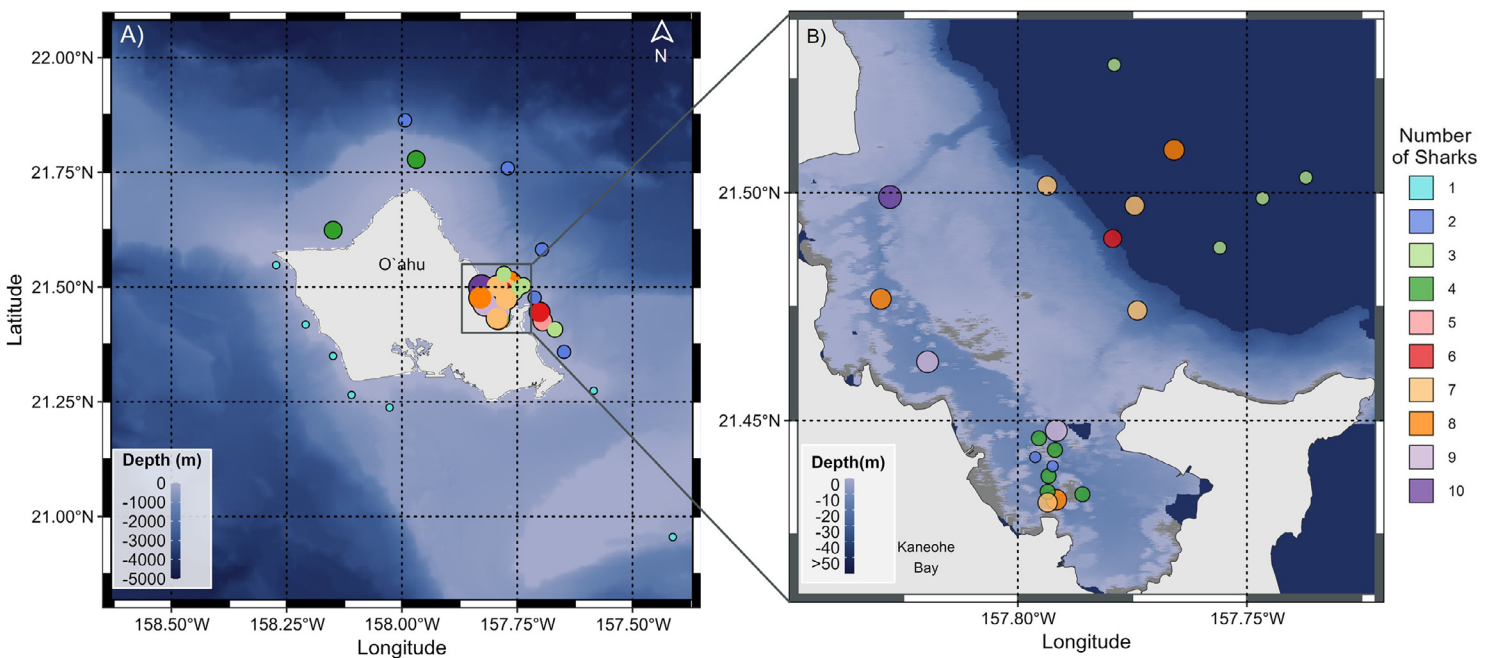 A)
N
22.00°N
21.75°N
21.50°N
21.25°N
21.00°N
Latitude
O`ahu
Depth (m)
0
-1000
-2000
-3000
-4000
-5000
158.50°W
158.25°W
158.00°W
157.75°W
157.50°W
Longitude
B)
21.50°N
21.45°N
Depth(m)
0
-10
-20
-30
-40
>50
Kaneohe
Bay
157.80°W
157.75°W
Longitude
Number
of Sharks
1
2
3
4
5
6
7
8
9
10